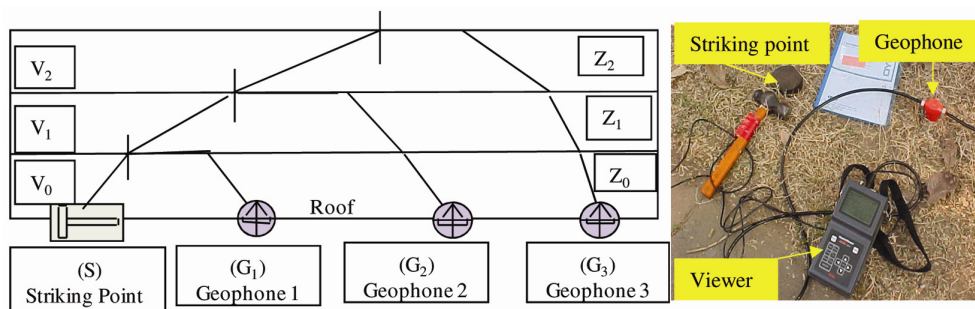 V2
V1
V0
Z2
Z1
Z0
Roof
(S)
Striking Point
(G1)
Geophone 1
(G2)
Geophone 2
(G3)
Geophone 3
Striking point
Geophone
Viewer